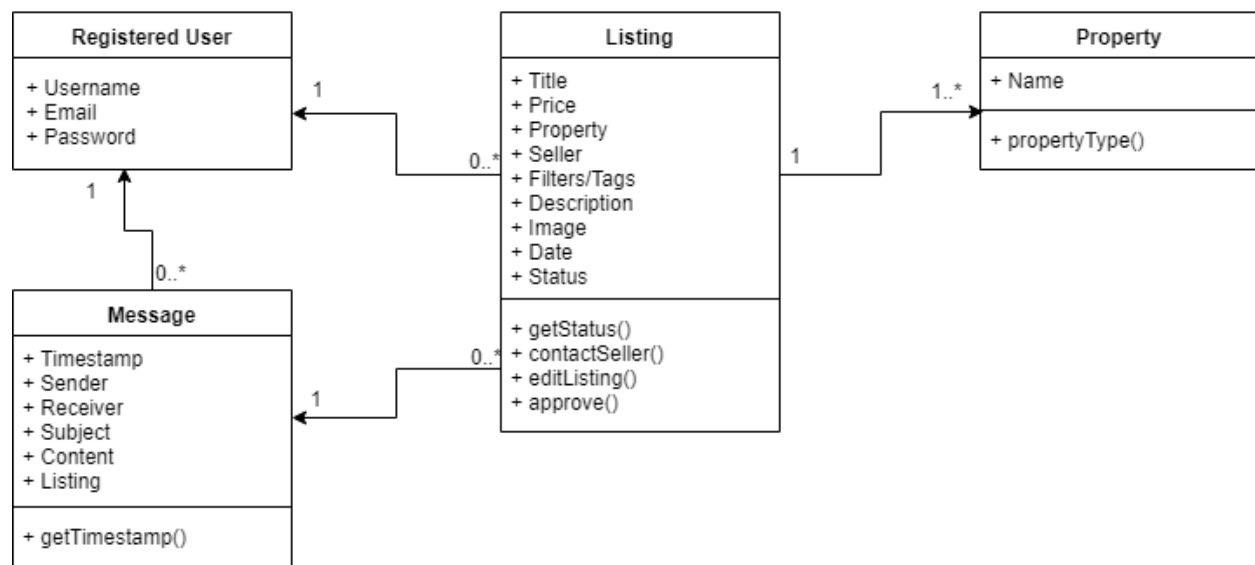 Registered User
+ Username
+ Email
+ Password
1
1
0..*
Message
+ Timestamp
+ Sender
+ Receiver
+ Subject
+ Content
+ Listing
+ getTimestamp()
1
0..*
0..*
Listing
+ Title
+ Price
+ Property
+ Seller
+ Filters/Tags
+ Description
+ Image
+ Date
+ Status
+ getStatus()
+ contactSeller()
+ editListing()
+ approve()
1
1..*
Property
+ Name
+ propertyType()